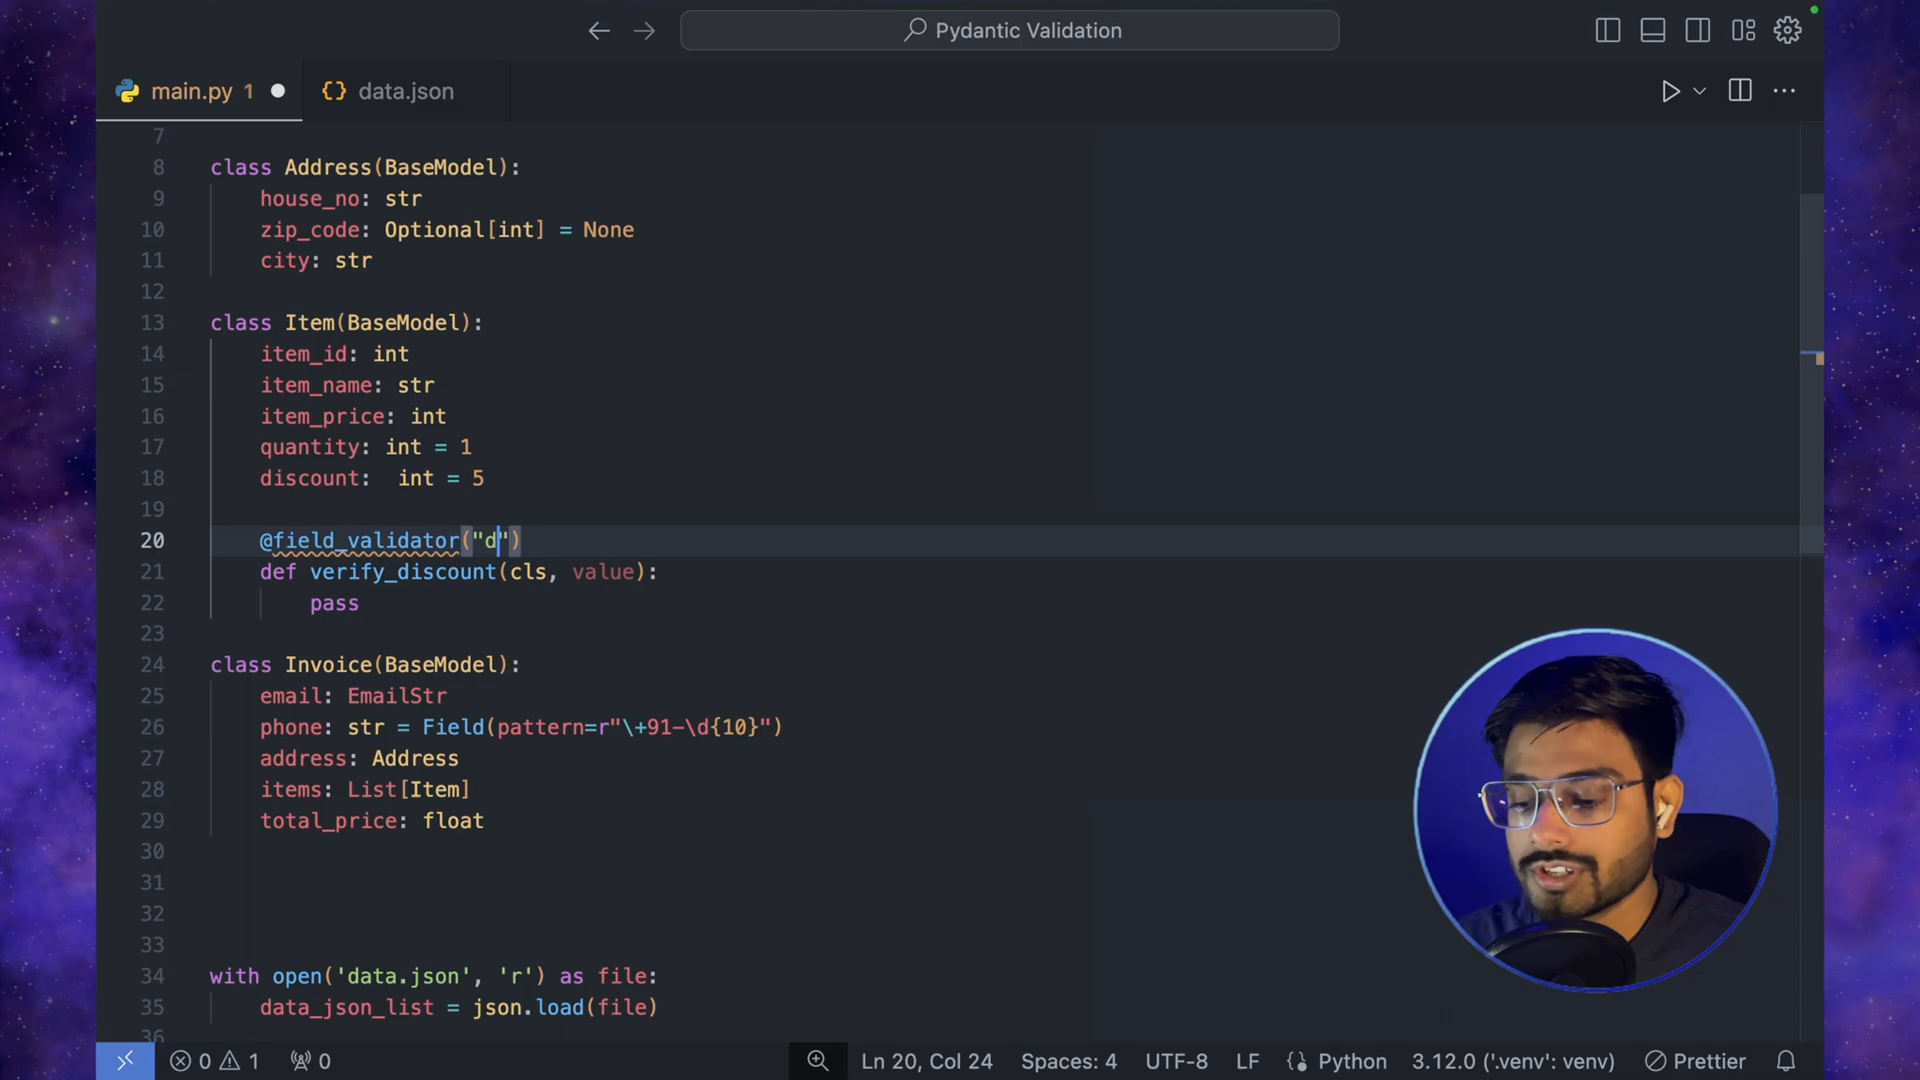 Pydantic Validation
main.py 1
data.json
7
8 class Address(BaseModel):
9 house_no: str
10 zip_code: Optional[int] = None
11 city: str
12
13 class Item(BaseModel):
14 item_id: int
15 item_name: str
16 item_price: int
17 quantity: int = 1
18 discount:  int = 5
19
20 @field_validator("d")
21 def verify_discount(cls, value):
22 pass
23
24 class Invoice(BaseModel):
25 email: EmailStr
26 phone: str = Field(pattern=r"\+91-\d{10}")
27 address: Address
28 items: List[Item]
29 total_price: float
30
31
32
33
34 with open('data.json', 'r') as file:
35 data_json_list = json.load(file)
36
0 1 0 Ln 20, Col 24 Spaces: 4 UTF-8 LF Python 3.12.0 ('.venv': venv) Prettier